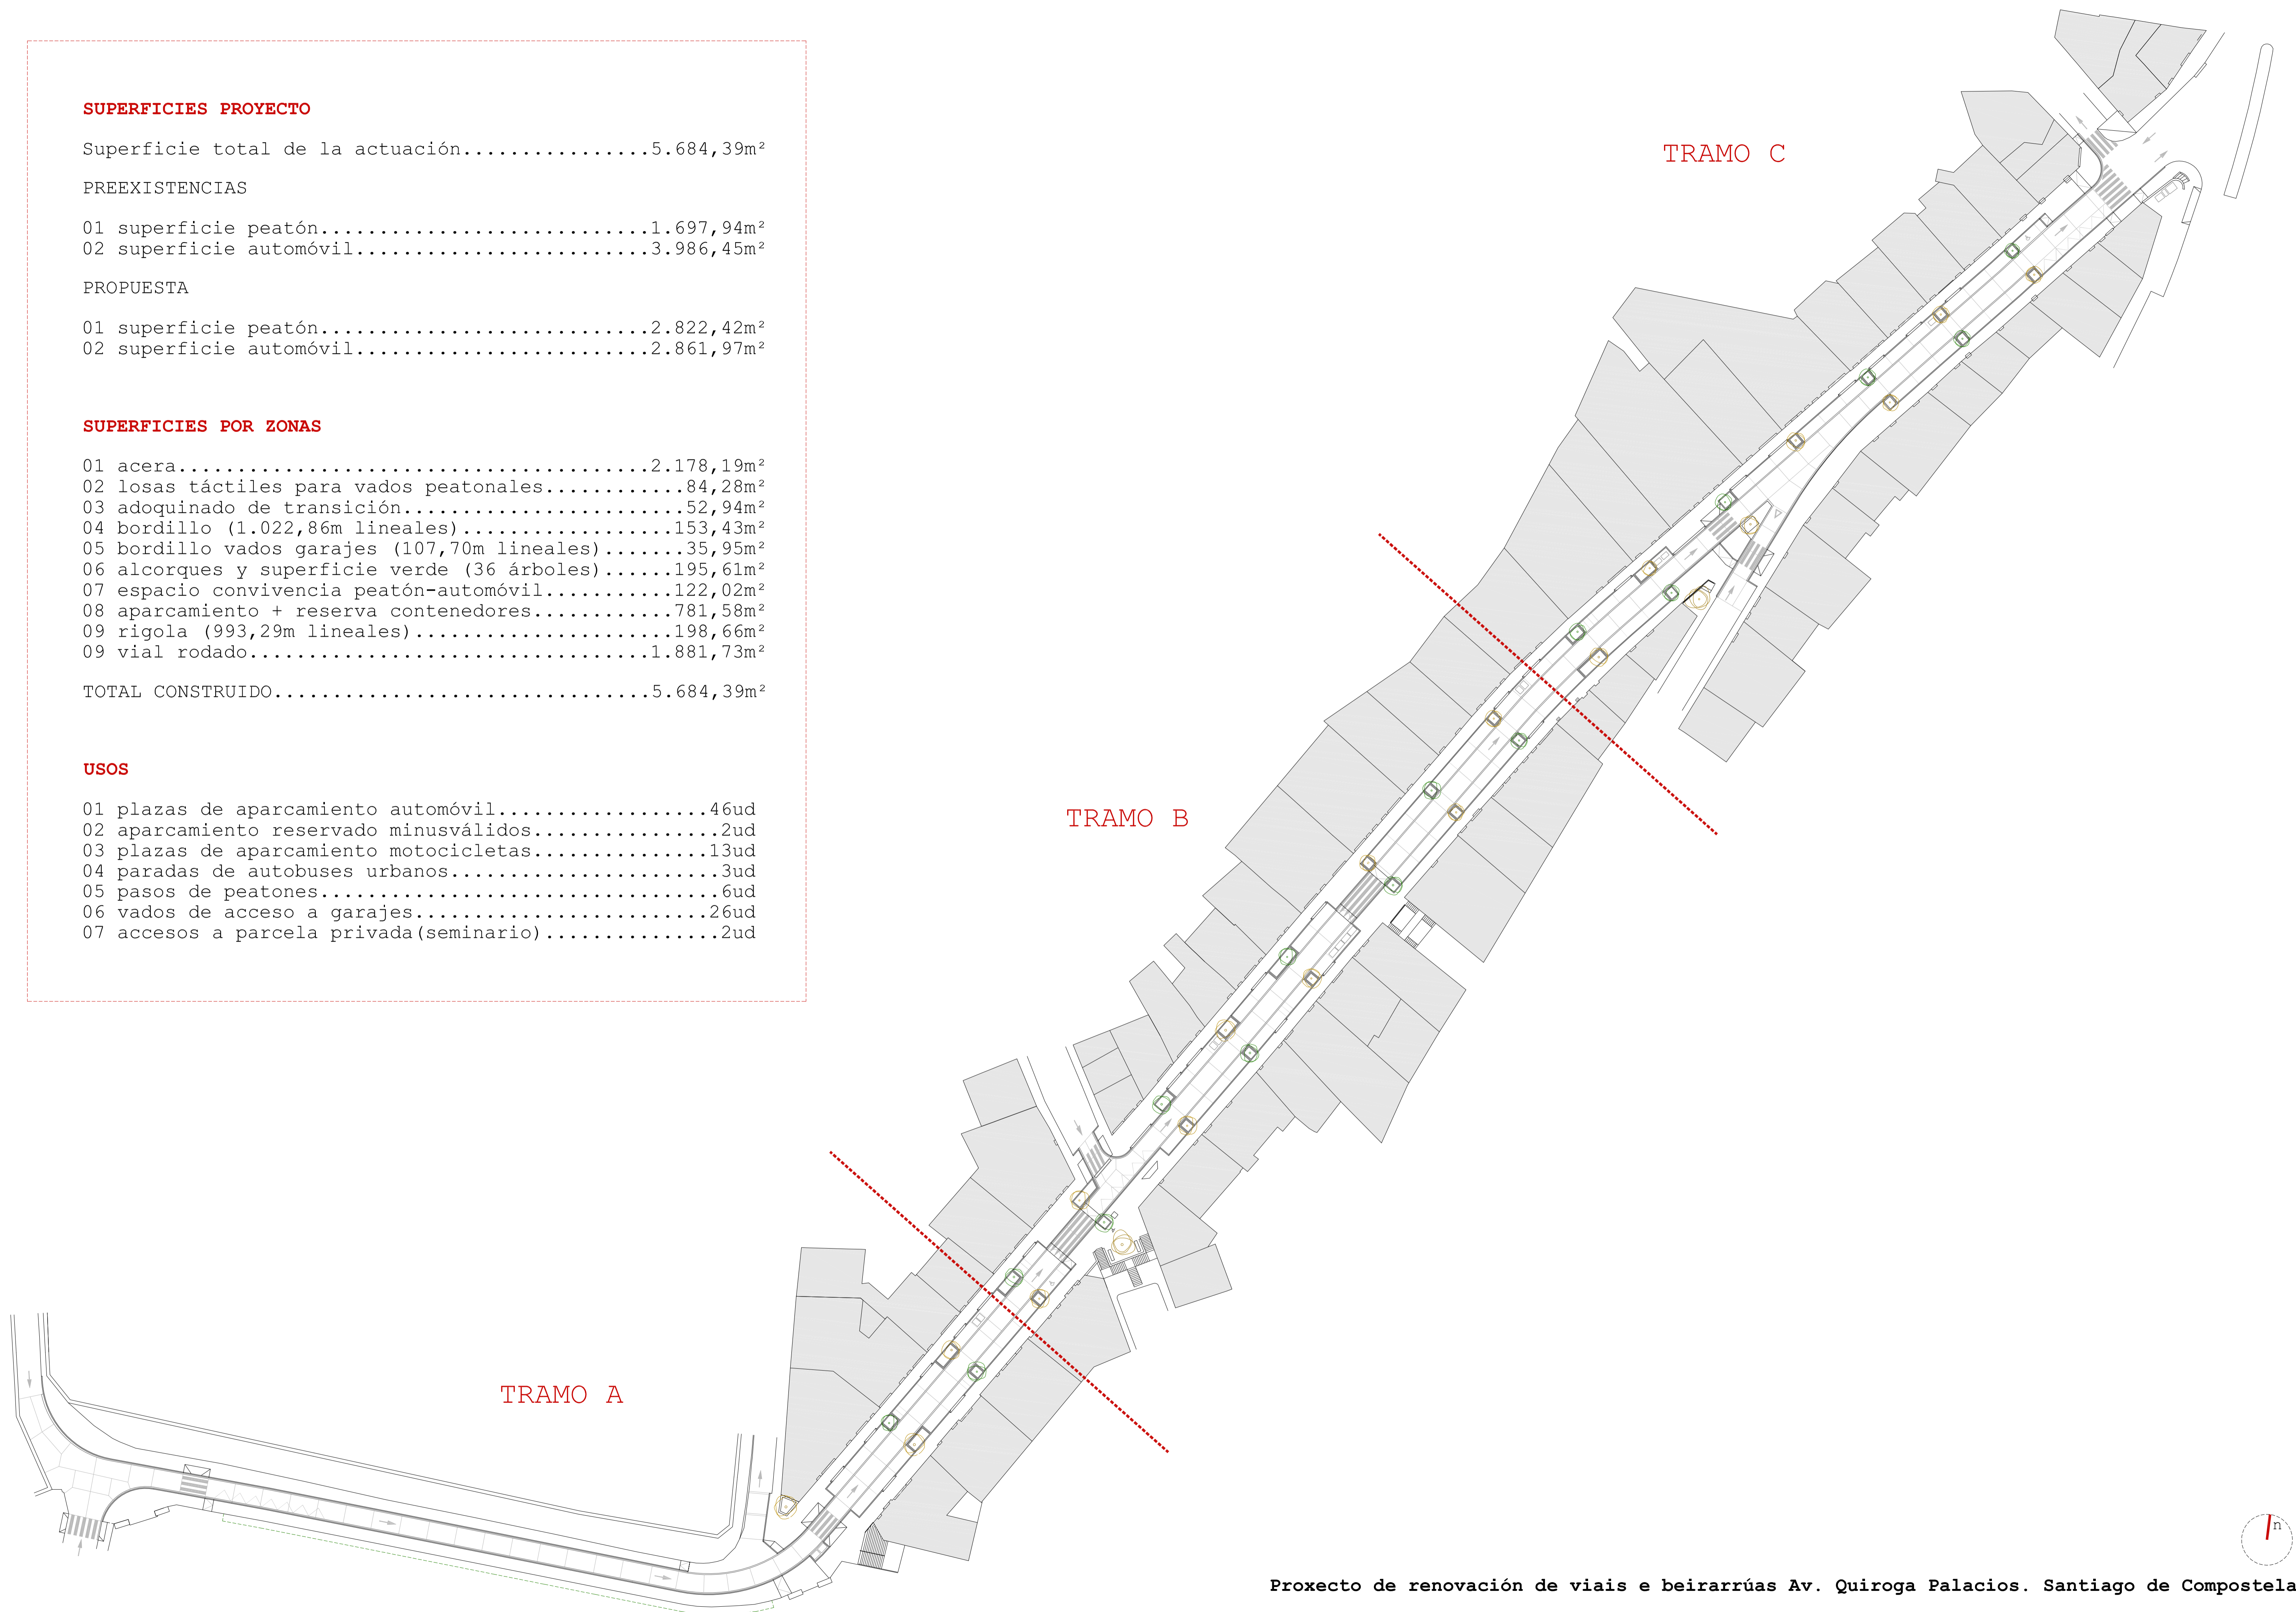 SUPERFICIES PROYECTO
Superficie total de la actuación................5.684,39m²
PREEXISTENCIAS
01 superficie peatón............................1.697,94m²
02 superficie automóvil.........................3.986,45m²
PROPUESTA
01 superficie peatón............................2.822,42m²
02 superficie automóvil.........................2.861,97m²
SUPERFICIES POR ZONAS
01 acera........................................2.178,19m²
02 losas táctiles para vados peatonales............84,28m²
03 adoquinado de transición........................52,94m²
04 bordillo (1.022,86m lineales)..................153,43m²
05 bordillo vados garajes (107,70m lineales).......35,95m²
06 alcorques y superficie verde (36 árboles)......195,61m²
07 espacio convivencia peatón-automóvil...........122,02m²
08 aparcamiento + reserva contenedores............781,58m²
09 rigola (993,29m lineales)......................198,66m²
09 vial rodado..................................1.881,73m²
TOTAL CONSTRUIDO................................5.684,39m²
USOS
01 plazas de aparcamiento automóvil..................46ud
02 aparcamiento reservado minusválidos................2ud
03 plazas de aparcamiento motocicletas...............13ud
04 paradas de autobuses urbanos.......................3ud
05 pasos de peatones..................................6ud
06 vados de acceso a garajes.........................26ud
07 accesos a parcela privada(seminario)...............2ud
TRAMO C
TRAMO B
TRAMO A
n
Proxecto de renovación de viais e beirarrúas Av. Quiroga Palacios. Santiago de Compostela